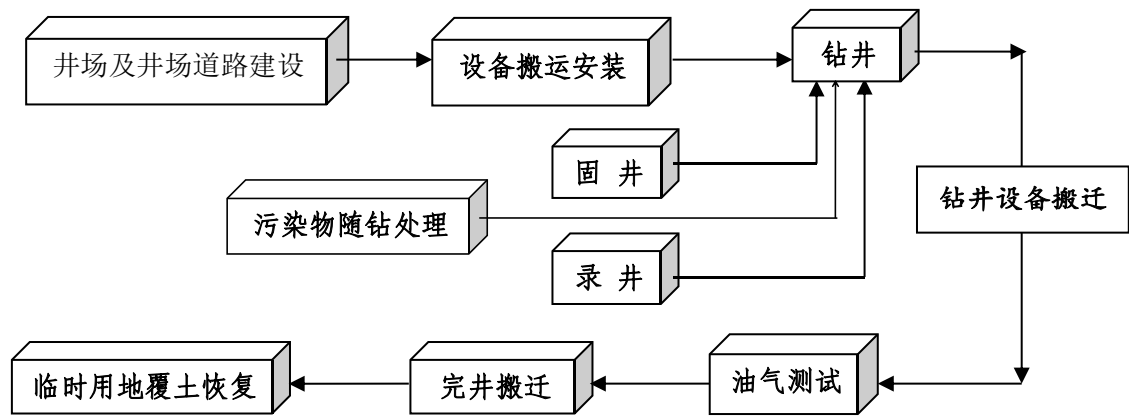 井场及井场道路建设
设备搬运安装
钻井
固 井
污染物随钻处理
录 井
钻井设备搬迁
临时用地覆土恢复
完井搬迁
油气测试